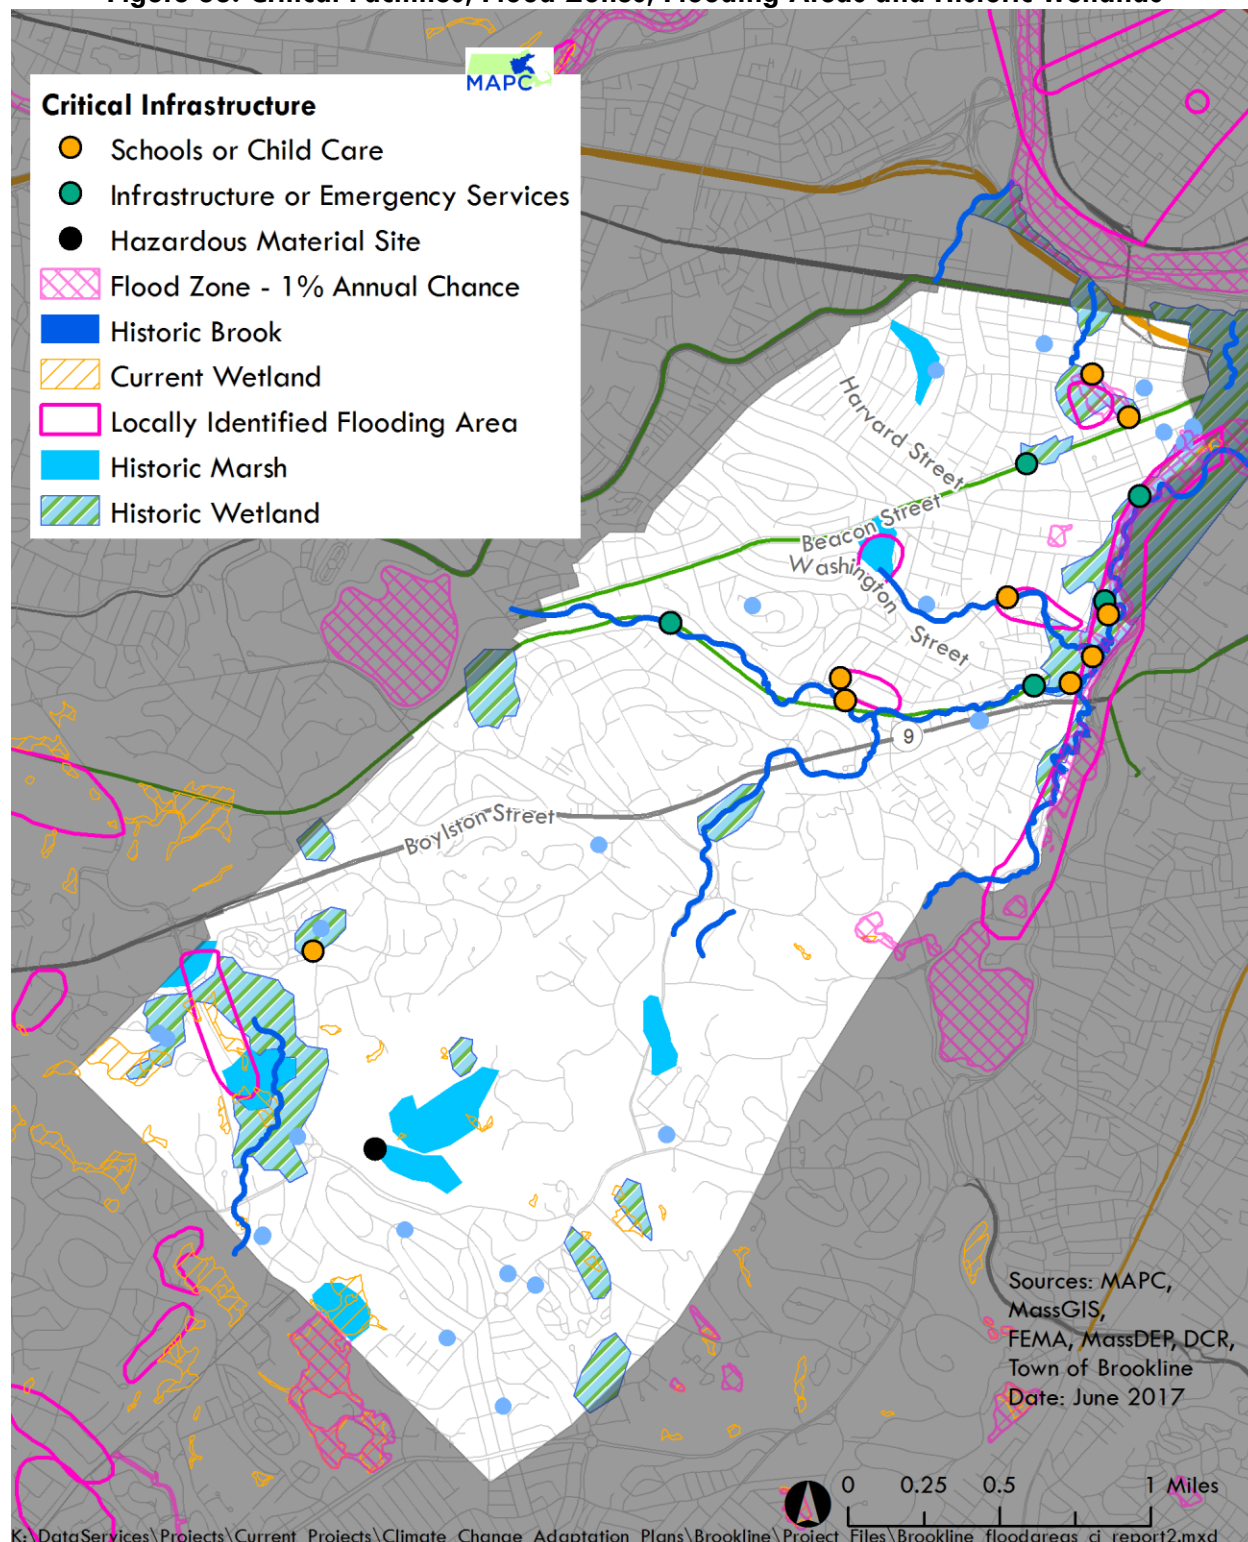 Figure 38: Critical Facilities, Flood Zones, Flooding Areas and Historic Wetlands
MAPC
Critical Infrastructure
Schools or Child Care
Infrastructure or Emergency Services
Hazardous Material Site
Flood Zone - 1% Annual Chance
Historic Brook
Current Wetland
Locally Identified Flooding Area
Historic Marsh
Historic Wetland
Harvard Street
Beacon Street
Washington Street
9
Boylston Street
Sources: MAPC,
MassGIS,
FEMA, MassDEP, DCR,
Town of Brookline
Date: June 2017
0 0.25 0.5 1 Miles
K:\DataServices\Projects\Current_Projects\Climate_Change_Adaptation_Plans\Brookline\Project_Files\Brookline_floodareas_ci_report2.mxd